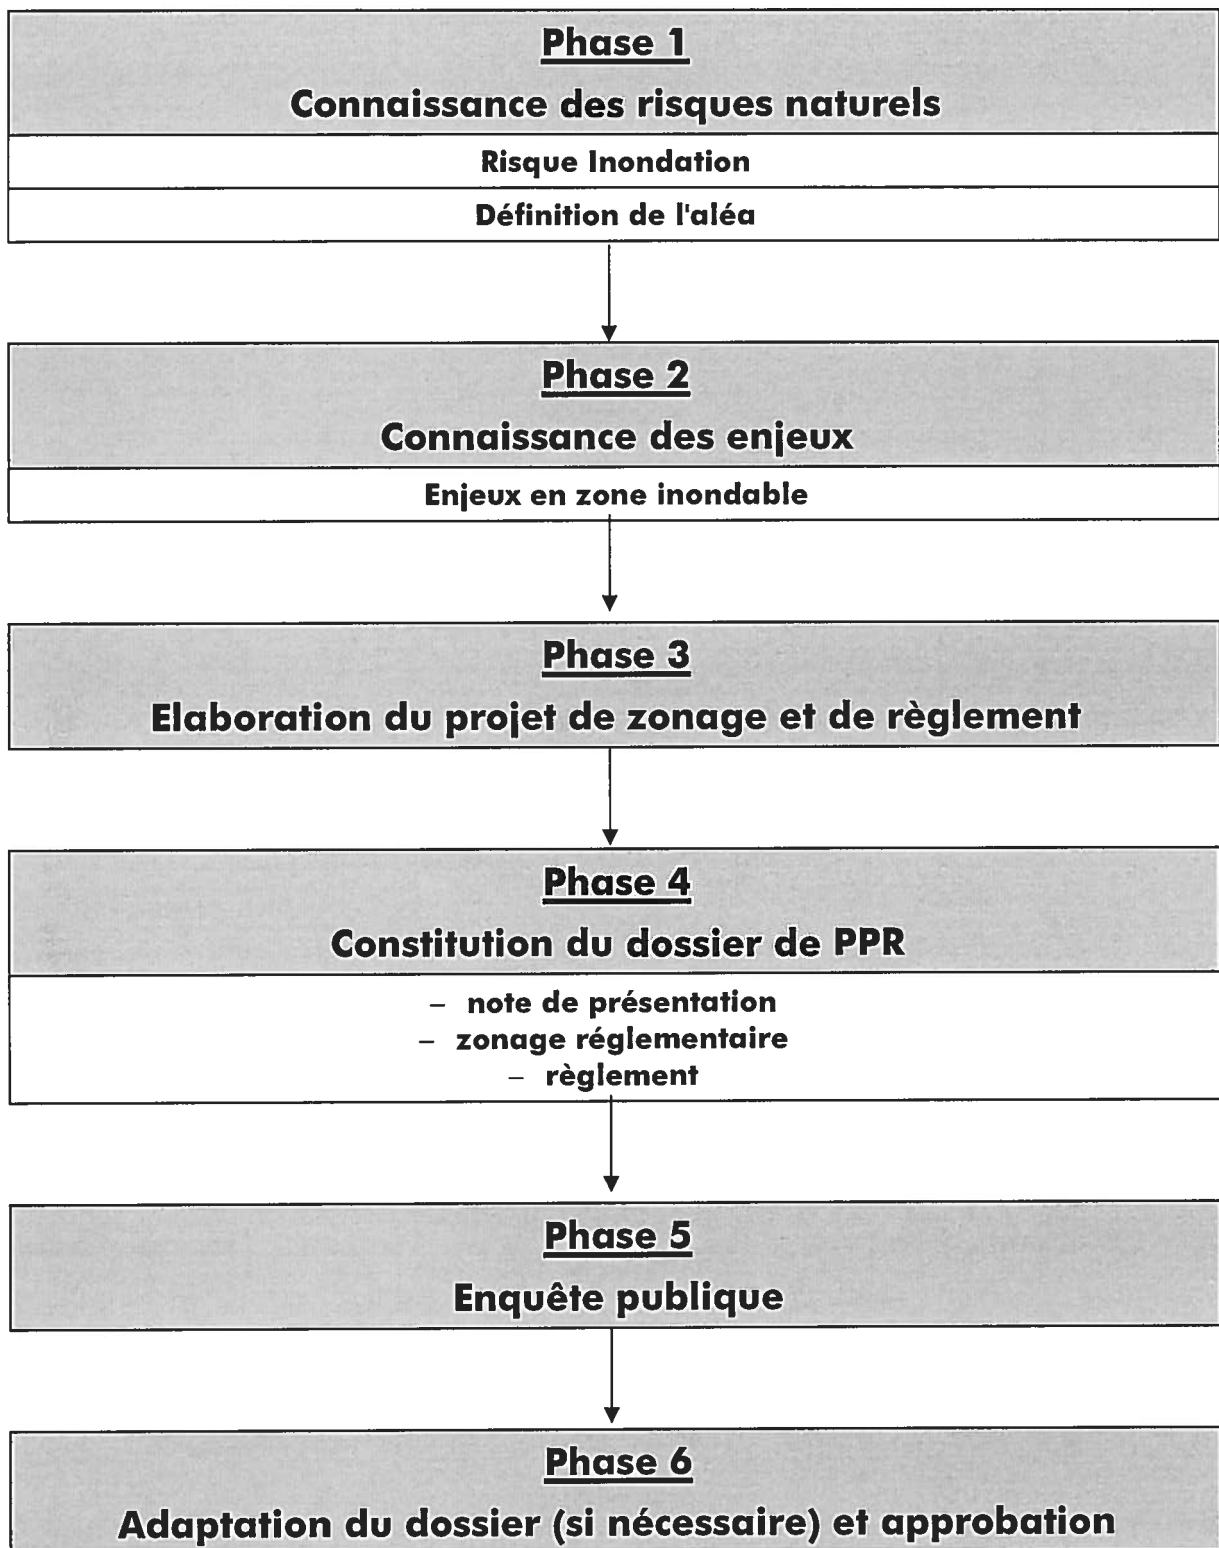 Phase 1
Connaissance des risques naturels
Risque Inondation
Définition de l'aléa
Phase 2
Connaissance des enjeux
Enjeux en zone inondable
Phase 3
Elaboration du projet de zonage et de règlement
Phase 4
Constitution du dossier de PPR
– note de présentation
– zonage réglementaire
– règlement
Phase 5
Enquête publique
Phase 6
Adaptation du dossier (si nécessaire) et approbation